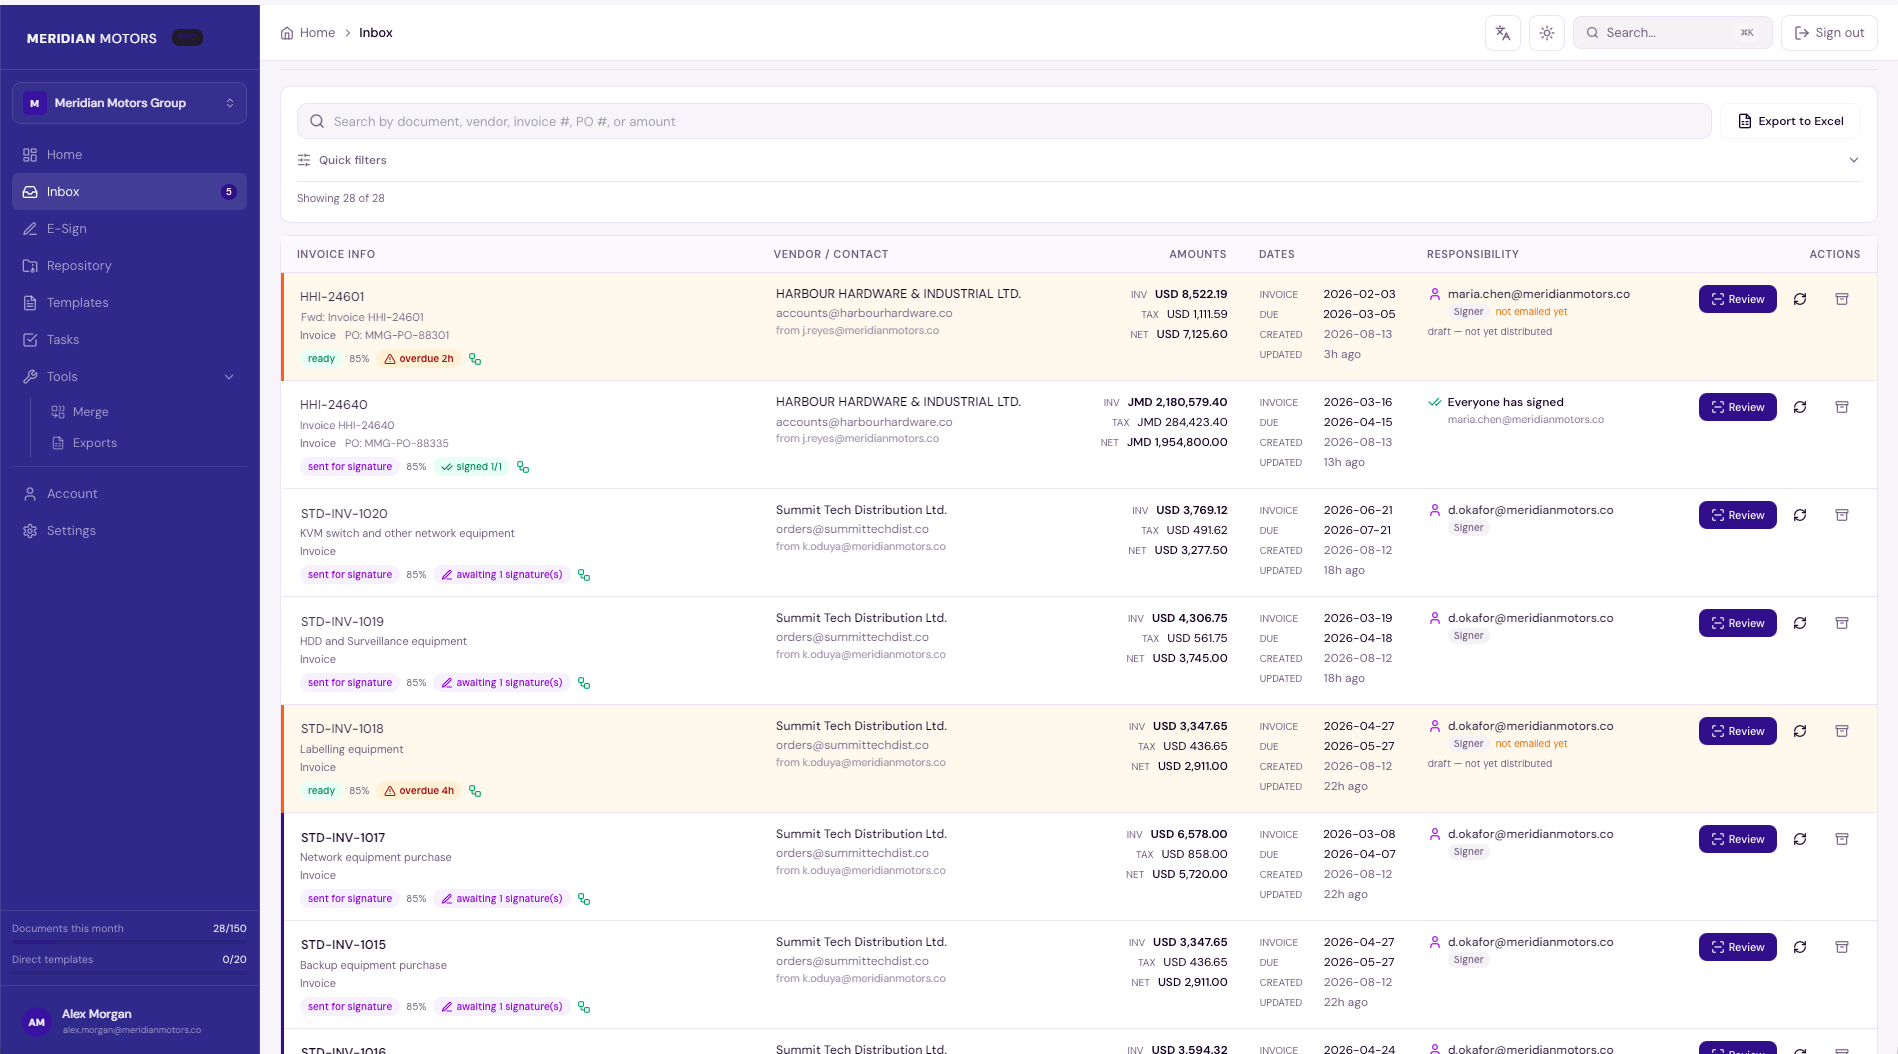 MERIDIAN MOTORS
Home > Inbox
Search...
⌘K
Sign out
M
Meridian Motors Group
Home
Inbox
5
E-Sign
Repository
Templates
Tasks
Tools
Merge
Exports
Account
Settings
Documents this month 28/150
Direct templates 0/20
AM
Alex Morgan
alex.morgan@meridianmotors.co
Search by document, vendor, invoice #, PO #, or amount
Export to Excel
Quick filters
Showing 28 of 28
INVOICE INFO VENDOR / CONTACT AMOUNTS DATES RESPONSIBILITY ACTIONS
HHI-24601
Fwd: Invoice HHI-24601
Invoice PO: MMG-PO-88301
ready 85% overdue 2h
HARBOUR HARDWARE & INDUSTRIAL LTD.
accounts@harbourhardware.co
from j.reyes@meridianmotors.co
INV USD 8,522.19
TAX USD 1,111.59
NET USD 7,125.60
INVOICE 2026-02-03
DUE 2026-03-05
CREATED 2026-08-13
UPDATED 3h ago
maria.chen@meridianmotors.co
Signer not emailed yet
draft — not yet distributed
Review
HHI-24640
Invoice HHI-24640
Invoice PO: MMG-PO-88335
sent for signature 85% signed 1/1
HARBOUR HARDWARE & INDUSTRIAL LTD.
accounts@harbourhardware.co
from j.reyes@meridianmotors.co
INV JMD 2,180,579.40
TAX JMD 284,423.40
NET JMD 1,954,800.00
INVOICE 2026-03-16
DUE 2026-04-15
CREATED 2026-08-13
UPDATED 13h ago
Everyone has signed
maria.chen@meridianmotors.co
Review
STD-INV-1020
KVM switch and other network equipment
Invoice
sent for signature 85% awaiting 1 signature(s)
Summit Tech Distribution Ltd.
orders@summittechdist.co
from k.oduya@meridianmotors.co
INV USD 3,769.12
TAX USD 491.62
NET USD 3,277.50
INVOICE 2026-06-21
DUE 2026-07-21
CREATED 2026-08-12
UPDATED 18h ago
d.okafor@meridianmotors.co
Signer
Review
STD-INV-1019
HDD and Surveillance equipment
Invoice
sent for signature 85% awaiting 1 signature(s)
Summit Tech Distribution Ltd.
orders@summittechdist.co
from k.oduya@meridianmotors.co
INV USD 4,306.75
TAX USD 561.75
NET USD 3,745.00
INVOICE 2026-03-19
DUE 2026-04-18
CREATED 2026-08-12
UPDATED 18h ago
d.okafor@meridianmotors.co
Signer
Review
STD-INV-1018
Labelling equipment
Invoice
ready 85% overdue 4h
Summit Tech Distribution Ltd.
orders@summittechdist.co
from k.oduya@meridianmotors.co
INV USD 3,347.65
TAX USD 436.65
NET USD 2,911.00
INVOICE 2026-04-27
DUE 2026-05-27
CREATED 2026-08-12
UPDATED 22h ago
d.okafor@meridianmotors.co
Signer not emailed yet
draft — not yet distributed
Review
STD-INV-1017
Network equipment purchase
Invoice
sent for signature 85% awaiting 1 signature(s)
Summit Tech Distribution Ltd.
orders@summittechdist.co
from k.oduya@meridianmotors.co
INV USD 6,578.00
TAX USD 858.00
NET USD 5,720.00
INVOICE 2026-03-08
DUE 2026-04-07
CREATED 2026-08-12
UPDATED 22h ago
d.okafor@meridianmotors.co
Signer
Review
STD-INV-1015
Backup equipment purchase
Invoice
sent for signature 85% awaiting 1 signature(s)
Summit Tech Distribution Ltd.
orders@summittechdist.co
from k.oduya@meridianmotors.co
INV USD 3,347.65
TAX USD 436.65
NET USD 2,911.00
INVOICE 2026-04-27
DUE 2026-05-27
CREATED 2026-08-12
UPDATED 22h ago
d.okafor@meridianmotors.co
Signer
Review
STD-INV-1016
Summit Tech Distribution Ltd.
INV USD 3,594.32
INVOICE 2026-04-24
d.okafor@meridianmotors.co
Review